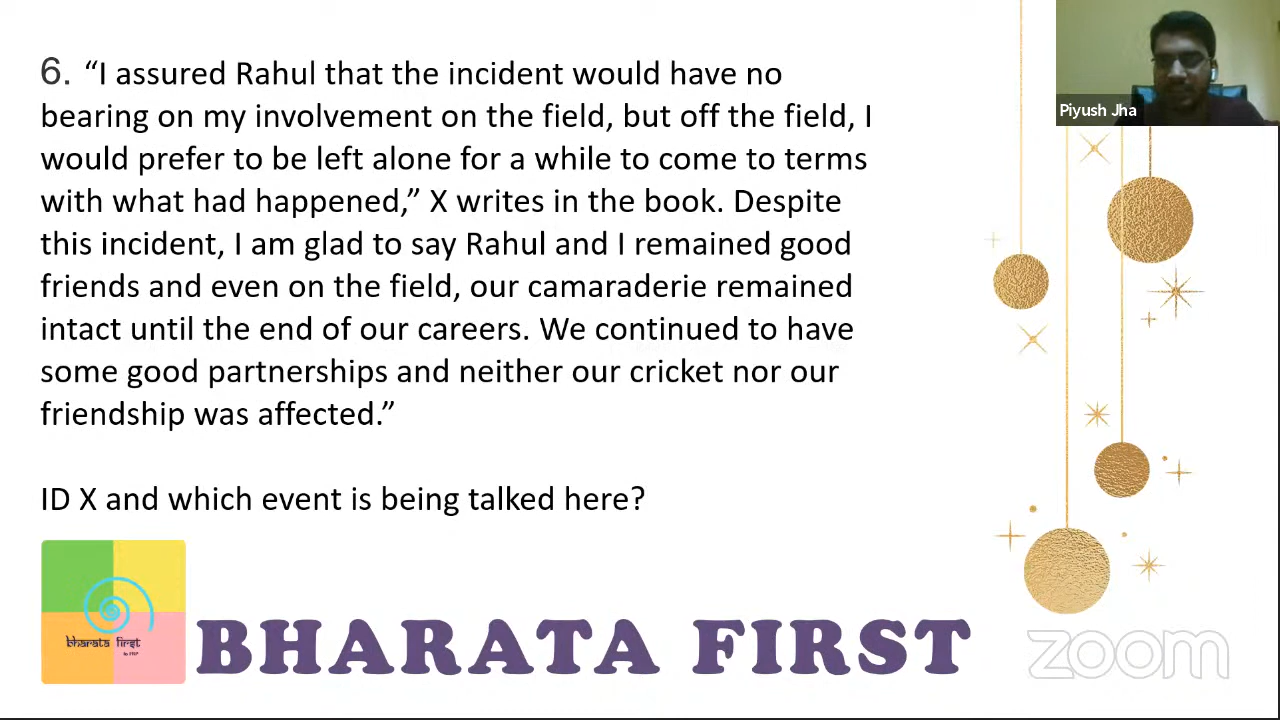 6. “I assured Rahul that the incident would have no
bearing on my involvement on the field, but off the field, I
would prefer to be left alone for a while to come to terms
with what had happened,” X writes in the book. Despite
this incident, I am glad to say Rahul and I remained good
friends and even on the field, our camaraderie remained
intact until the end of our careers. We continued to have
some good partnerships and neither our cricket nor our
friendship was affected.”
ID X and which event is being talked here?
Piyush Jha
bharata first
BHARATA FIRST
zoom